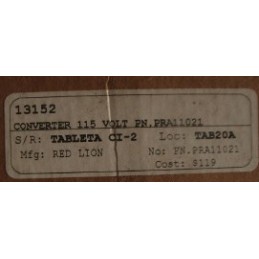 13152
CONVERTER 115 VOLT PN.PRA11021
S/R: TABLETA CI-2 Loc: TAB20A
Mfg: RED LION No: PN.PRA11021
Cost: $119